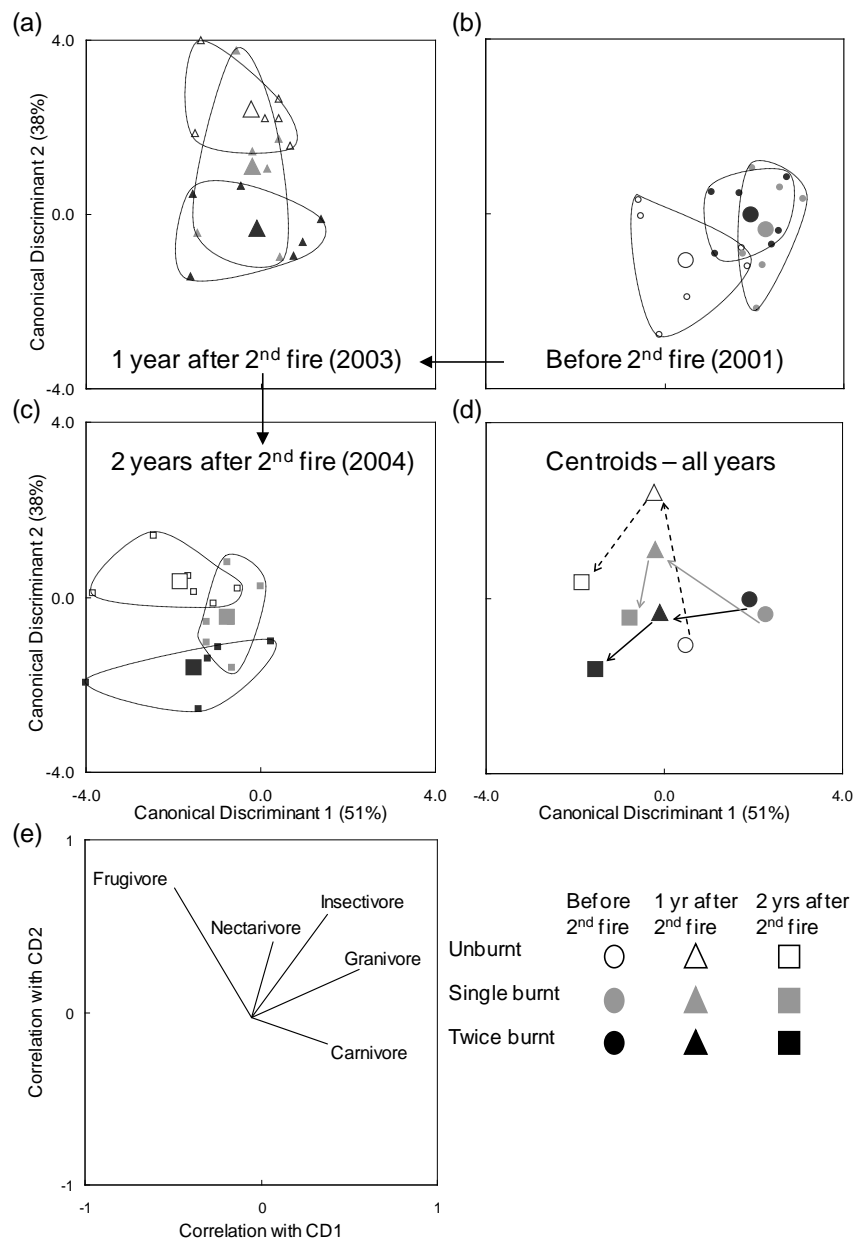 (a)
(b)
4.0
0.0
-4.0
Canonical Discriminant 2 (38%)
1 year after 2nd fire (2003)
Before 2nd fire (2001)
(c)
(d)
4.0
0.0
-4.0
Canonical Discriminant 2 (38%)
2 years after 2nd fire (2004)
Centroids – all years
-4.0 0.0 4.0
Canonical Discriminant 1 (51%)
-4.0 0.0 4.0
Canonical Discriminant 1 (51%)
(e)
1
0
-1
Correlation with CD2
Frugivore
Insectivore
Nectarivore
Granivore
Carnivore
-1 0 1
Correlation with CD1
Before 1 yr after 2 yrs after
2nd fire 2nd fire 2nd fire
Unburnt
Single burnt
Twice burnt